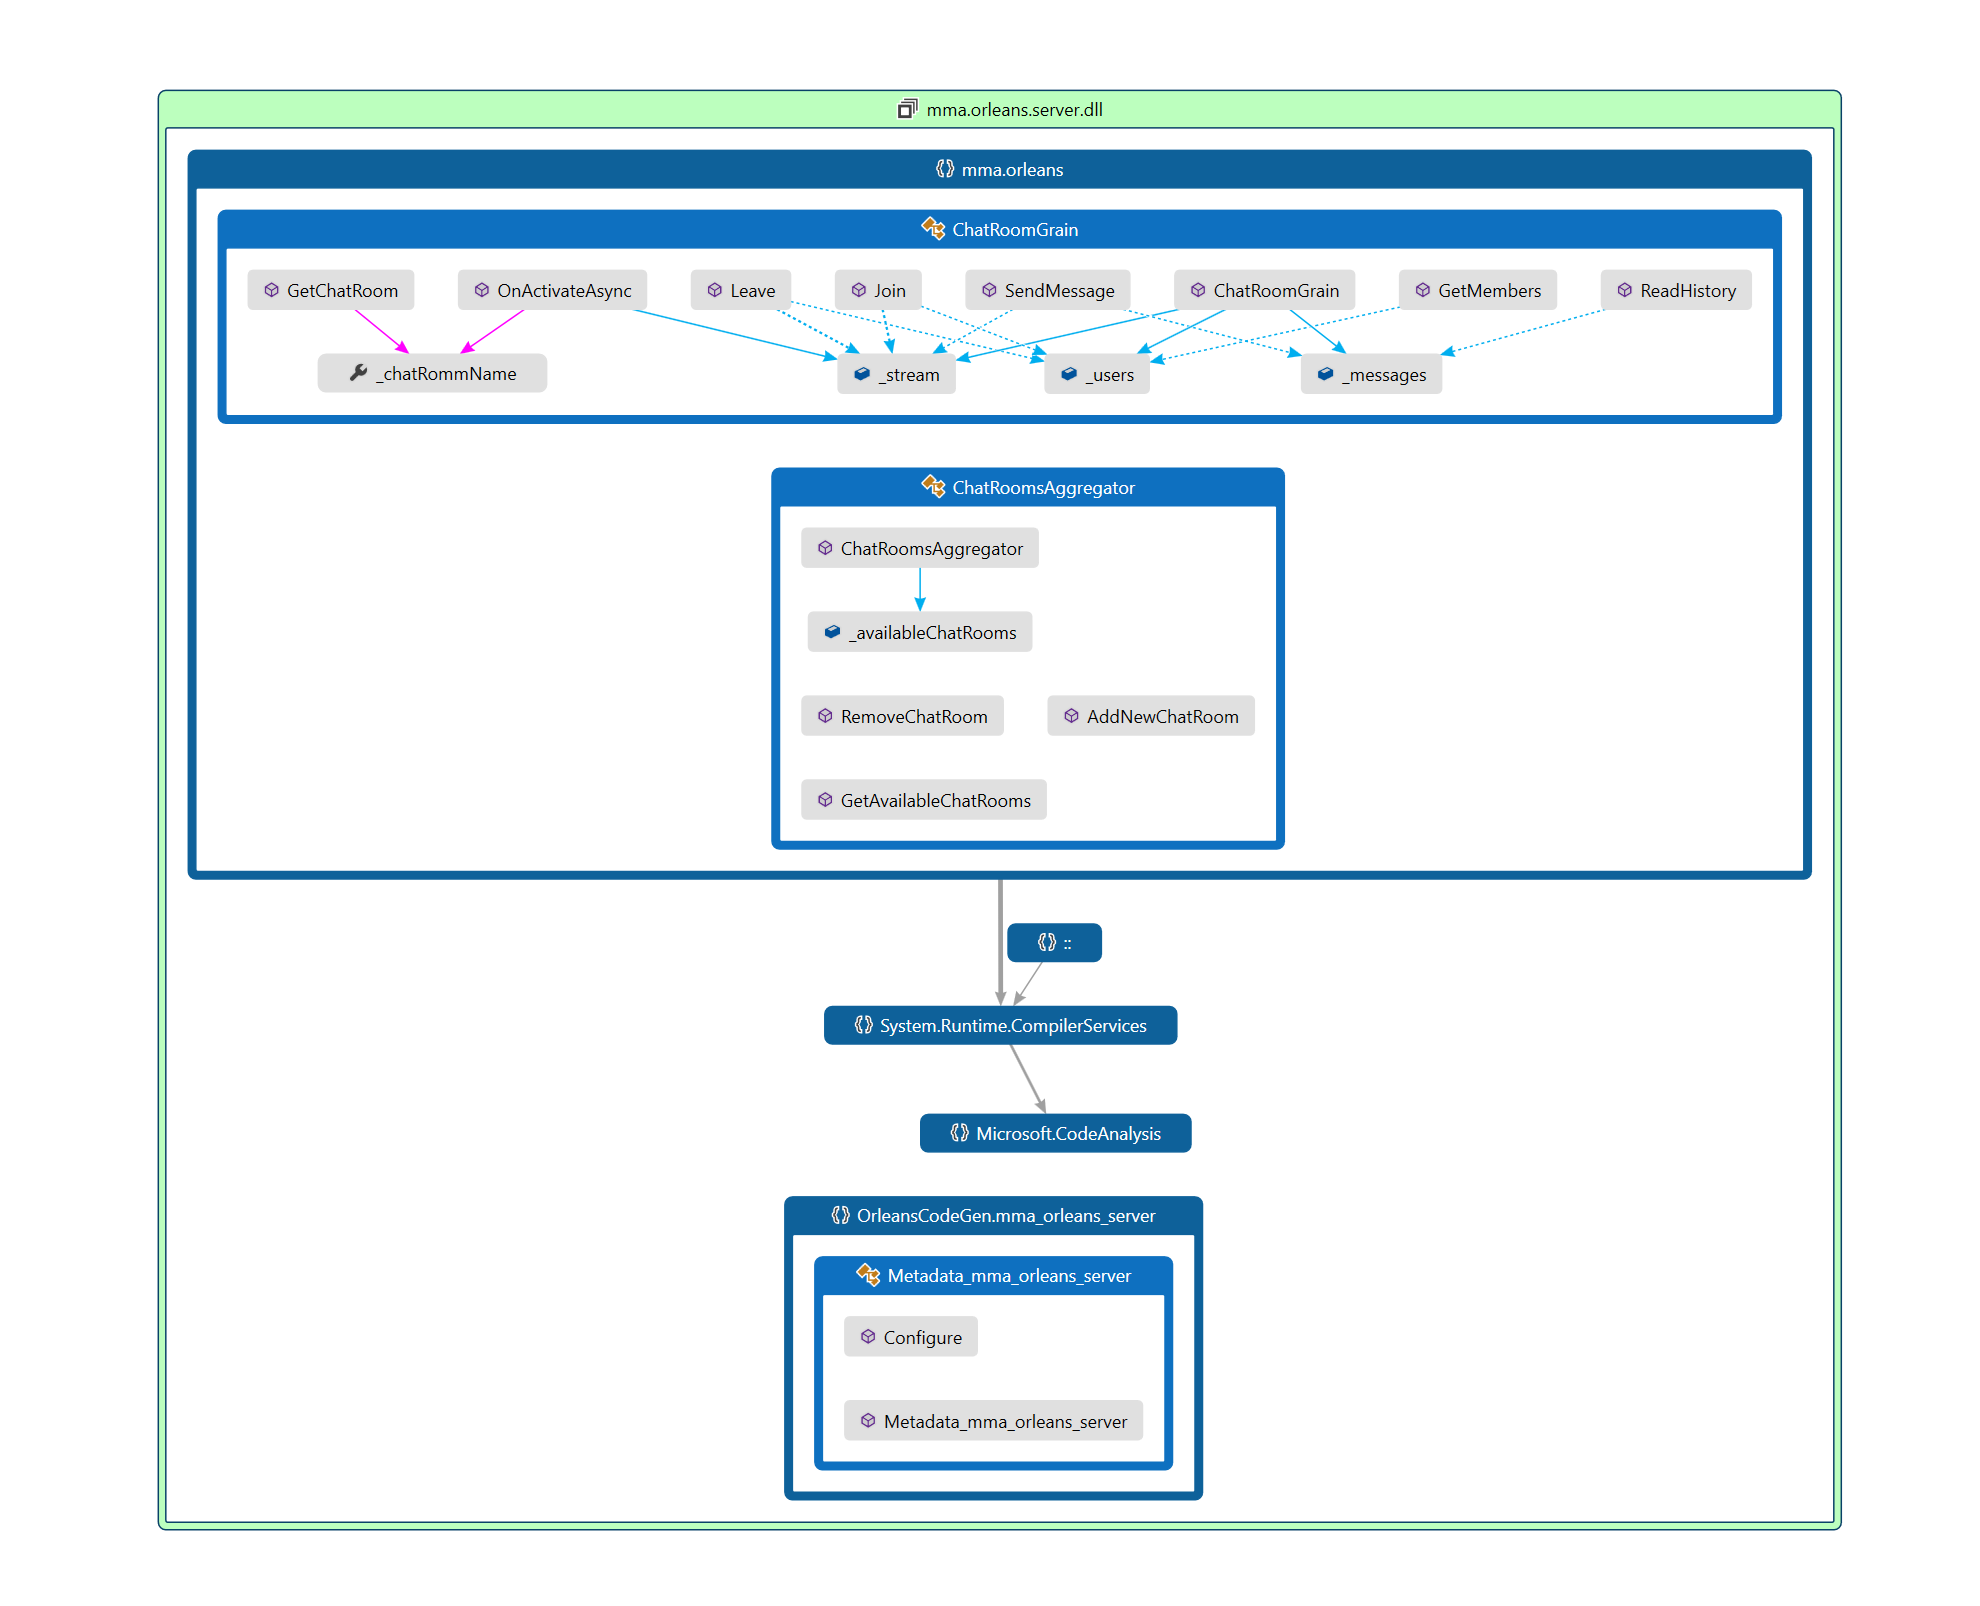 mma.orleans.server.dll
mma.orleans
ChatRoomGrain
GetChatRoom
OnActivateAsync
Leave
Join
SendMessage
ChatRoomGrain
GetMembers
ReadHistory
_chatRommName
_stream
_users
_messages
ChatRoomsAggregator
ChatRoomsAggregator
_availableChatRooms
RemoveChatRoom
AddNewChatRoom
GetAvailableChatRooms
::
System.Runtime.CompilerServices
Microsoft.CodeAnalysis
OrleansCodeGen.mma_orleans_server
Metadata_mma_orleans_server
Configure
Metadata_mma_orleans_server